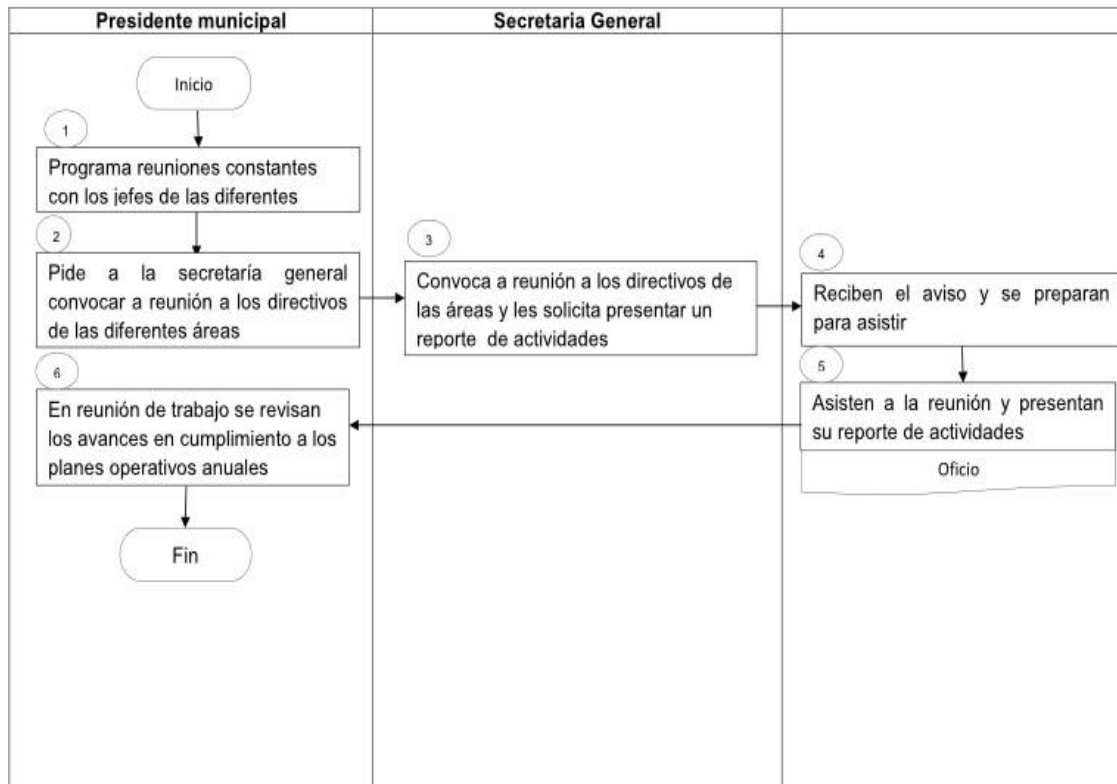 Presidente municipal
Secretaria General
Inicio
1
Programa reuniones constantes
con los jefes de las diferentes
2
Pide a la secretaría general
convocar a reunión a los directivos
de las diferentes áreas
3
Convoca a reunión a los directivos de
las áreas y les solicita presentar un
reporte de actividades
4
Reciben el aviso y se preparan
para asistir
5
Asisten a la reunión y presentan
su reporte de actividades
Oficio
6
En reunión de trabajo se revisan
los avances en cumplimiento a los
planes operativos anuales
Fin